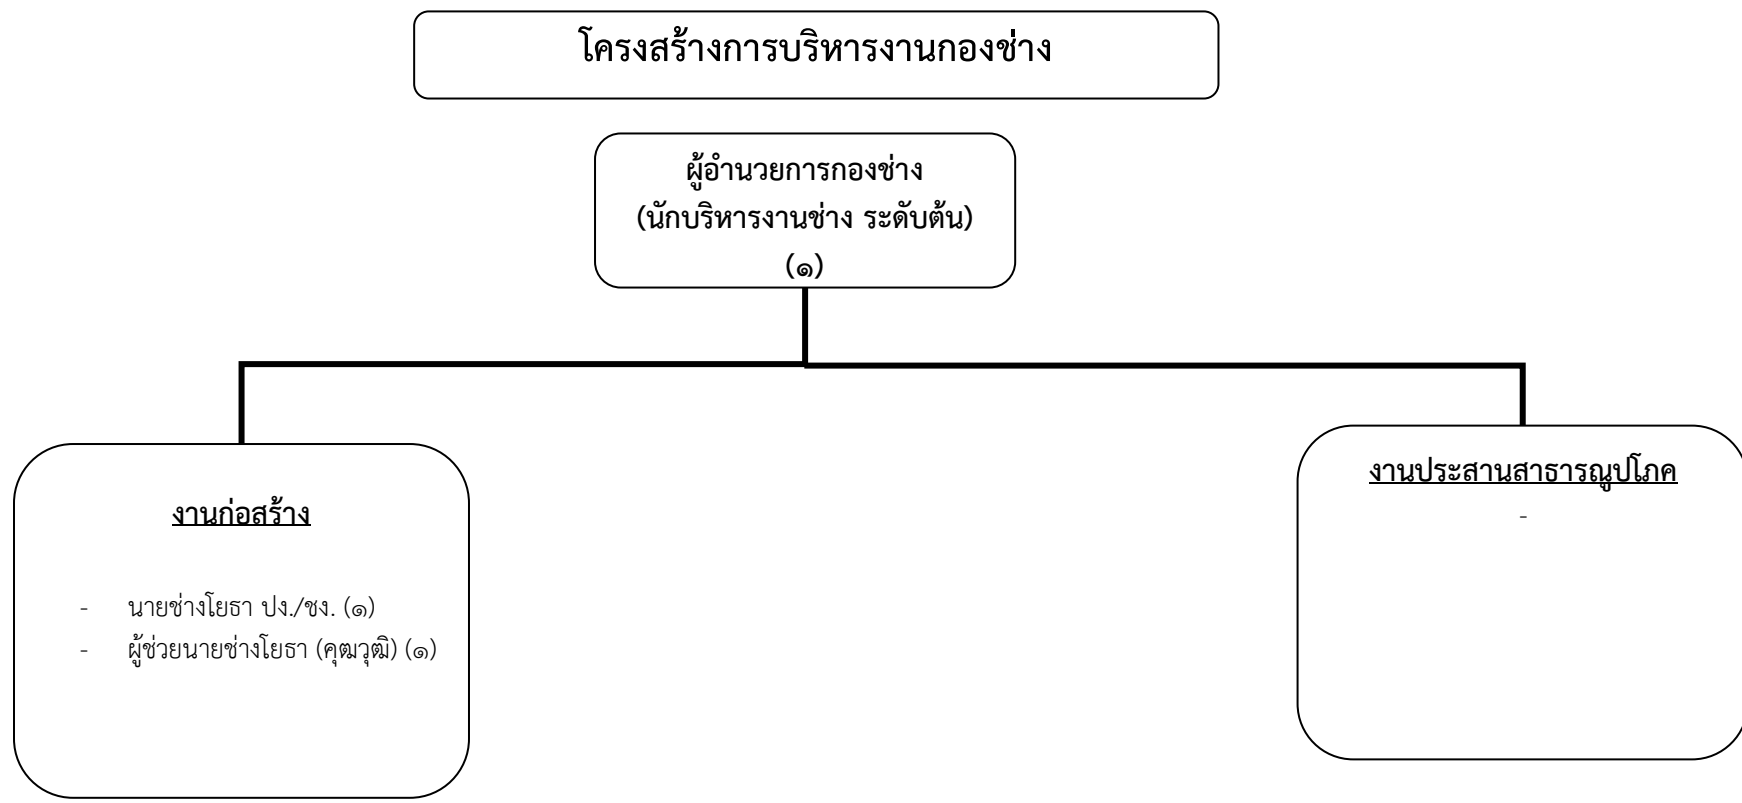 โครงสร้างการบริหารงานกองช่าง
ผู้อำนวยการกองช่าง
(นักบริหารงานช่าง ระดับต้น)
(๑)
งานก่อสร้าง
- นายช่างโยธา ปง./ชง. (๑)
- ผู้ช่วยนายช่างโยธา (คุฒวุฒิ) (๑)
งานประสานสาธารณูปโภค
-